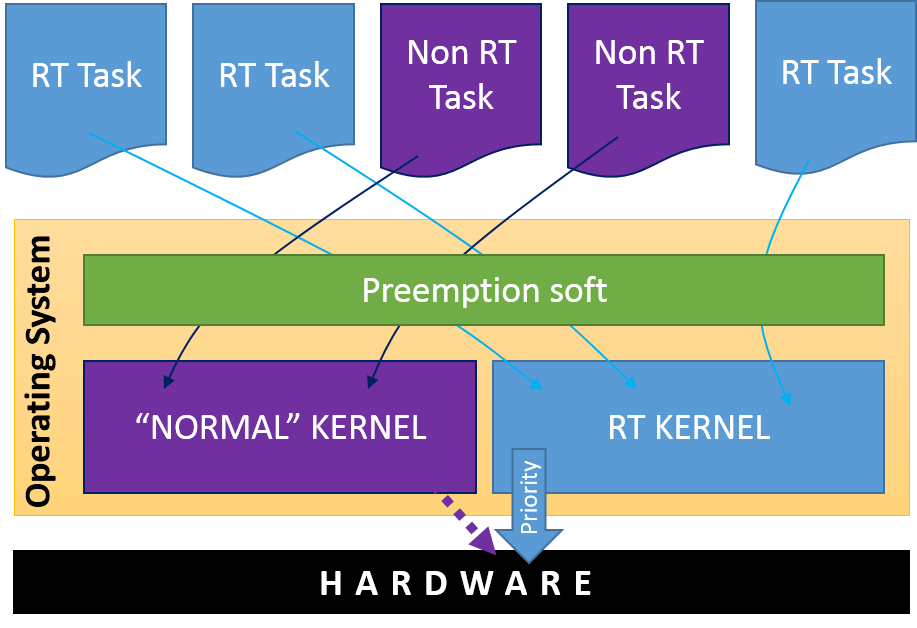 RT Task
RT Task
Non RT
Task
Non RT
Task
RT Task
Operating System
Preemption soft
“NORMAL” KERNEL
RT KERNEL
Priority
HARDWARE